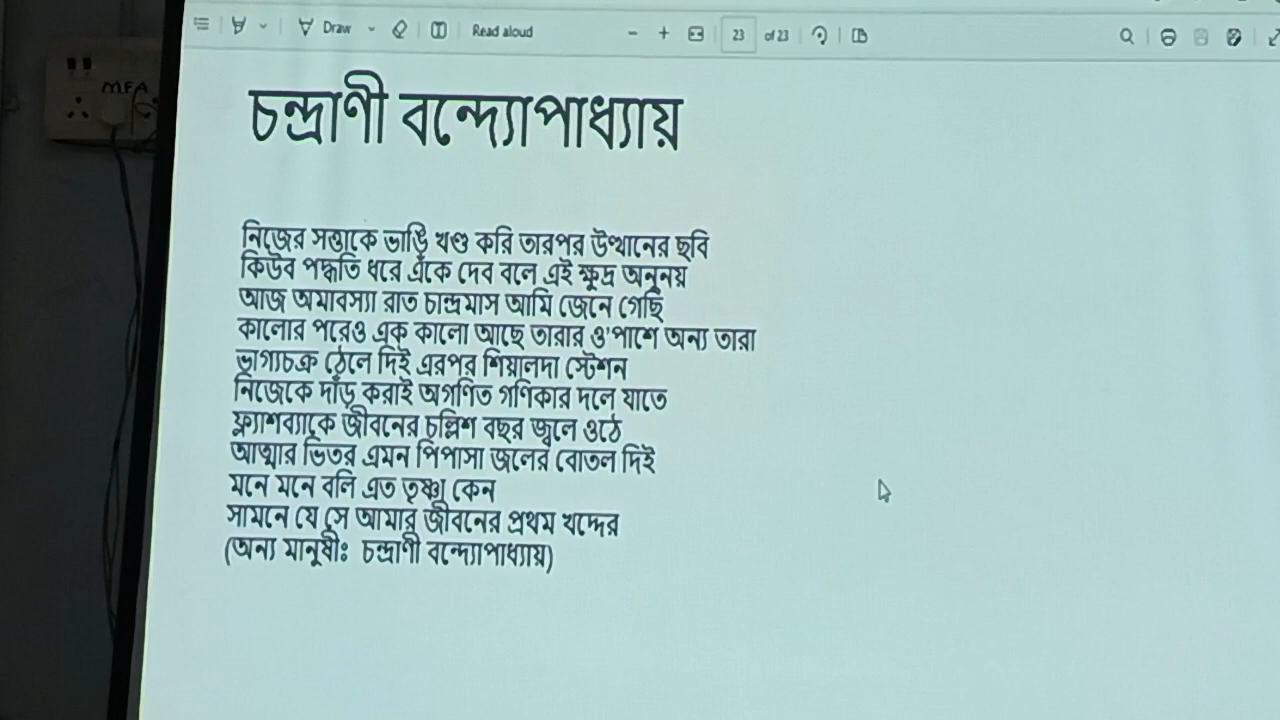 Draw
Read aloud
23
of 23
MFA
চন্দ্রাণী বন্দ্যোপাধ্যায়
নিজের সত্তাকে ভাঙি খণ্ড করি তারপর উত্থানের ছবি
কিউব পদ্ধতি ধরে এঁকে দেব বলে এই ক্ষুদ্র অনুনয়
আজ অমাবস্যা রাত চান্দ্রমাস আমি জেনে গেছি
কালোর পরেও এক কালো আছে তারার ও'পাশে অন্য তারা
ভাগ্যচক্র ঠেলে দিই এরপর শিয়ালদা স্টেশন
নিজেকে দাঁড় করাই অগণিত গণিকার দলে যাতে
ফ্ল্যাশব্যাকে জীবনের চল্লিশ বছর জ্বলে ওঠে
আত্মার ভিতর এমন পিপাসা জলের বোতল দিই
মনে মনে বলি এত তৃষ্ণা কেন
সামনে যে সে আমার জীবনের প্রথম খদ্দের
(অন্য মানুষীঃ চন্দ্রাণী বন্দ্যোপাধ্যায়)